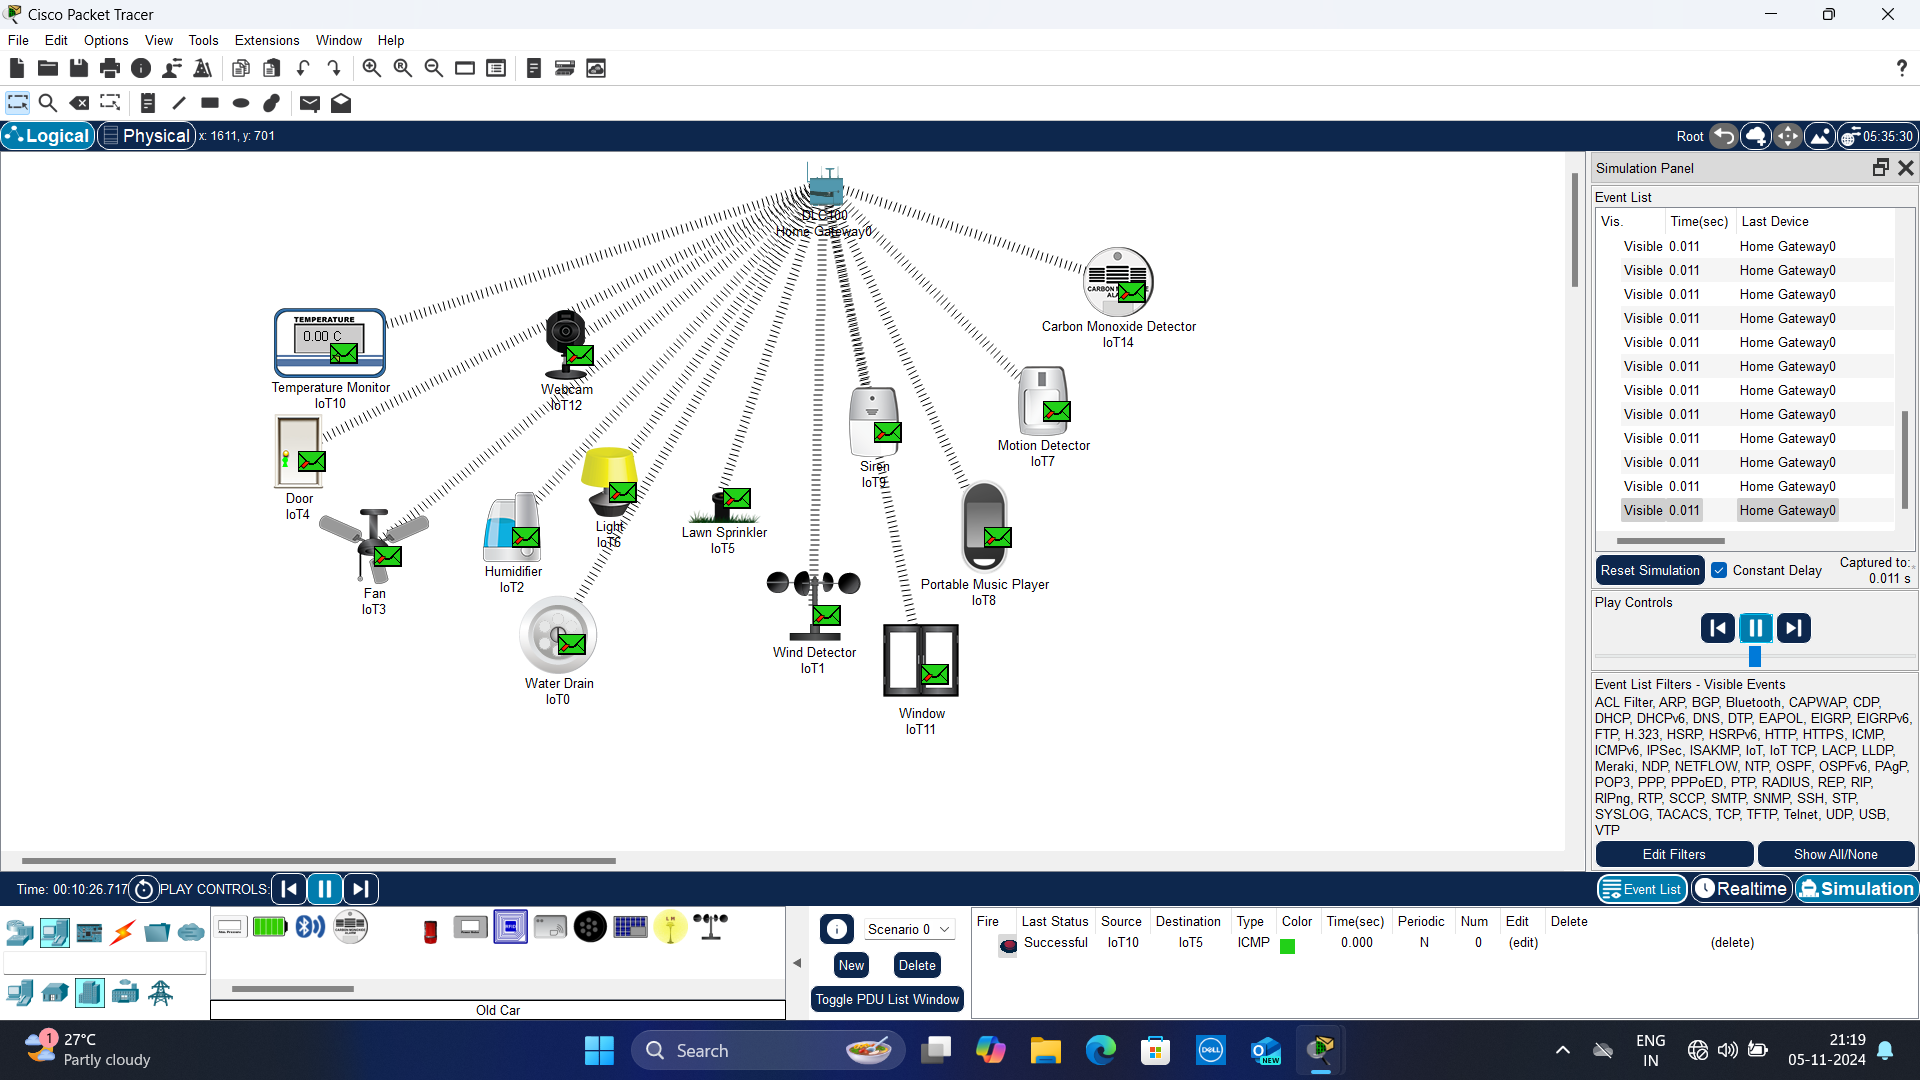 Cisco Packet Tracer
File Edit Options View Tools Extensions Window Help
?
Logical Physical x: 1611, y: 701 Root 05:35:30
DLC100
Home Gateway0
TEMPERATURE
0.00 C
Temperature Monitor
IoT10
Webcam
IoT12
Carbon Monoxide Detector
IoT14
Door
IoT4
Motion Detector
IoT7
Siren
IoT9
Fan
IoT3
Humidifier
IoT2
Light
IoT6
Lawn Sprinkler
IoT5
Portable Music Player
IoT8
Water Drain
IoT0
Wind Detector
IoT1
Window
IoT11
Simulation Panel
Event List
Vis. Time(sec) Last Device
Visible 0.011 Home Gateway0
Visible 0.011 Home Gateway0
Visible 0.011 Home Gateway0
Visible 0.011 Home Gateway0
Visible 0.011 Home Gateway0
Visible 0.011 Home Gateway0
Visible 0.011 Home Gateway0
Visible 0.011 Home Gateway0
Visible 0.011 Home Gateway0
Visible 0.011 Home Gateway0
Visible 0.011 Home Gateway0
Visible 0.011 Home Gateway0
Reset Simulation Constant Delay Captured to:
0.011 s
Play Controls
Event List Filters - Visible Events
ACL Filter, ARP, BGP, Bluetooth, CAPWAP, CDP,
DHCP, DHCPv6, DNS, DTP, EAPOL, EIGRP, EIGRPv6,
FTP, H.323, HSRP, HSRPv6, HTTP, HTTPS, ICMP,
ICMPv6, IPSec, ISAKMP, IoT, IoT TCP, LACP, LLDP,
Meraki, NDP, NETFLOW, NTP, OSPF, OSPFv6, PAgP,
POP3, PPP, PPPoED, PTP, RADIUS, REP, RIP,
RIPng, RTP, SCCP, SMTP, SNMP, SSH, STP,
SYSLOG, TACACS, TCP, TFTP, Telnet, UDP, USB,
VTP
Edit Filters Show All/None
Time: 00:10:26.717 PLAY CONTROLS: Event List Realtime Simulation
Scenario 0
New Delete
Toggle PDU List Window
Fire Last Status Source Destination Type Color Time(sec) Periodic Num Edit Delete
Successful IoT10 IoT5 ICMP 0.000 N 0 (edit) (delete)
Old Car
1
27°C
Partly cloudy
Search
DELL
NEW
ENG
IN
21:19
05-11-2024